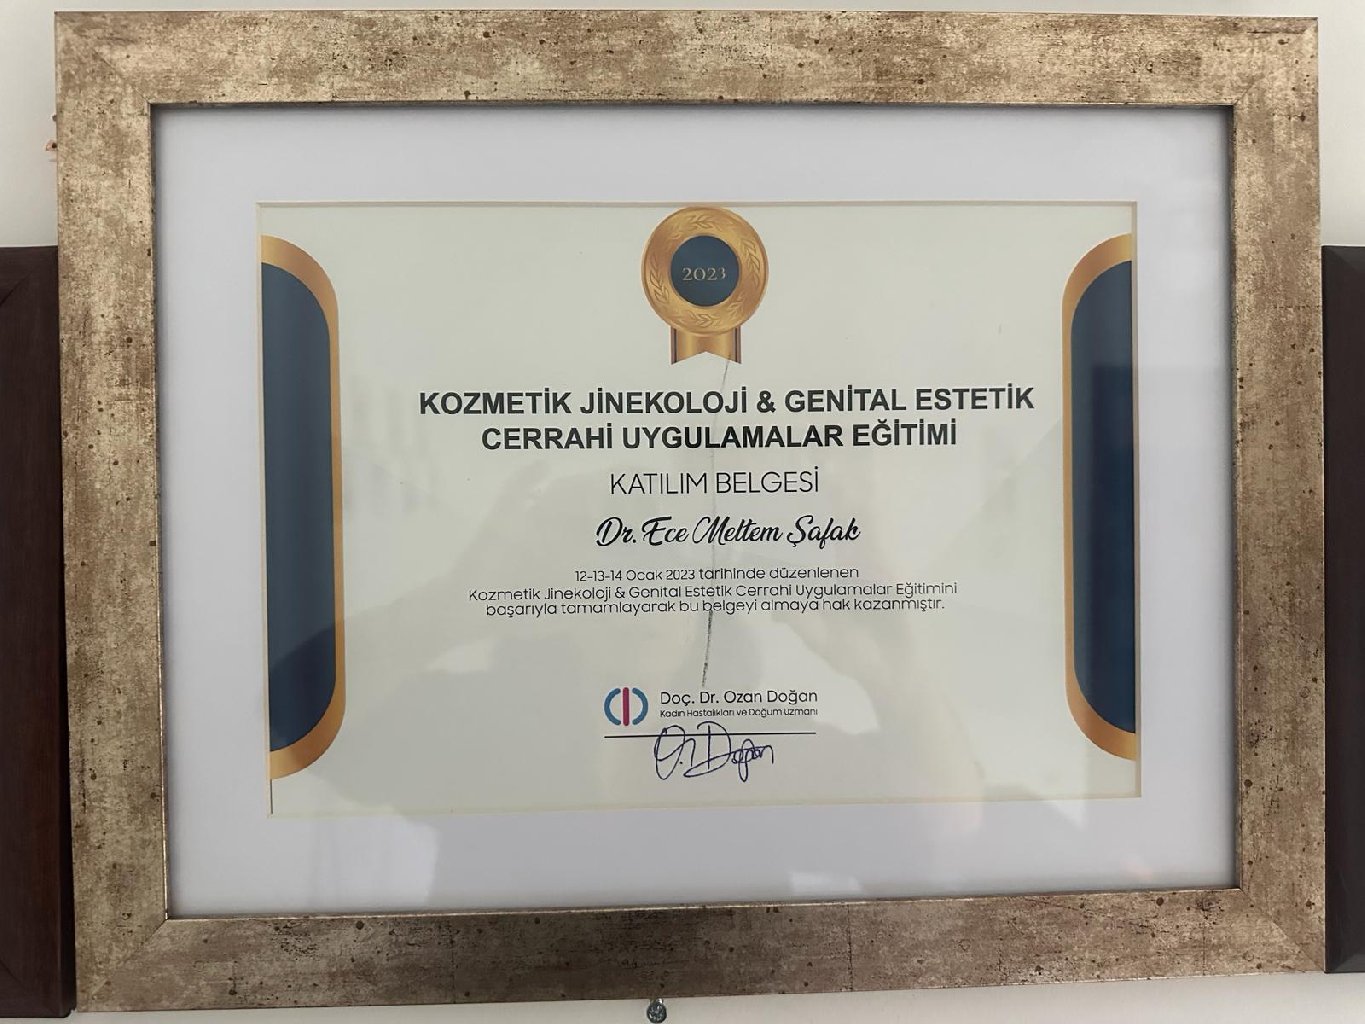 2023
KOZMETİK JİNEKOLOJİ & GENİTAL ESTETİK
CERRAHİ UYGULAMALAR EĞİTİMİ
KATILIM BELGESİ
Dr. Ece Meltem Şafak
12-13-14 Ocak 2023 tarihinde düzenlenen
Kozmetik Jinekoloji & Genital Estetik Cerrahi Uygulamalar Eğitimini
başarıyla tamamlayarak bu belgeyi almaya hak kazanmıştır.
Doç. Dr. Ozan Doğan
Kadın Hastalıkları ve Doğum Uzmanı
O. Doğan